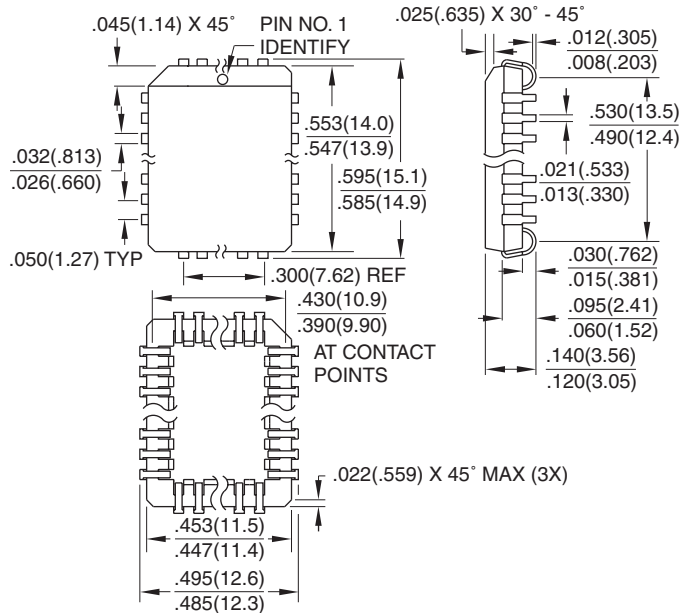 .045(1.14) X 45°
PIN NO. 1
IDENTIFY
.025(.635) X 30° - 45°
.012(.305)
.008(.203)
.553(14.0)
.547(13.9)
.530(13.5)
.490(12.4)
.032(.813)
.026(.660)
.595(15.1)
.585(14.9)
.021(.533)
.013(.330)
.050(1.27) TYP
.300(7.62) REF
.030(.762)
.015(.381)
.430(10.9)
.390(9.90)
AT CONTACT
POINTS
.095(2.41)
.060(1.52)
.140(3.56)
.120(3.05)
.022(.559) X 45° MAX (3X)
.453(11.5)
.447(11.4)
.495(12.6)
.485(12.3)